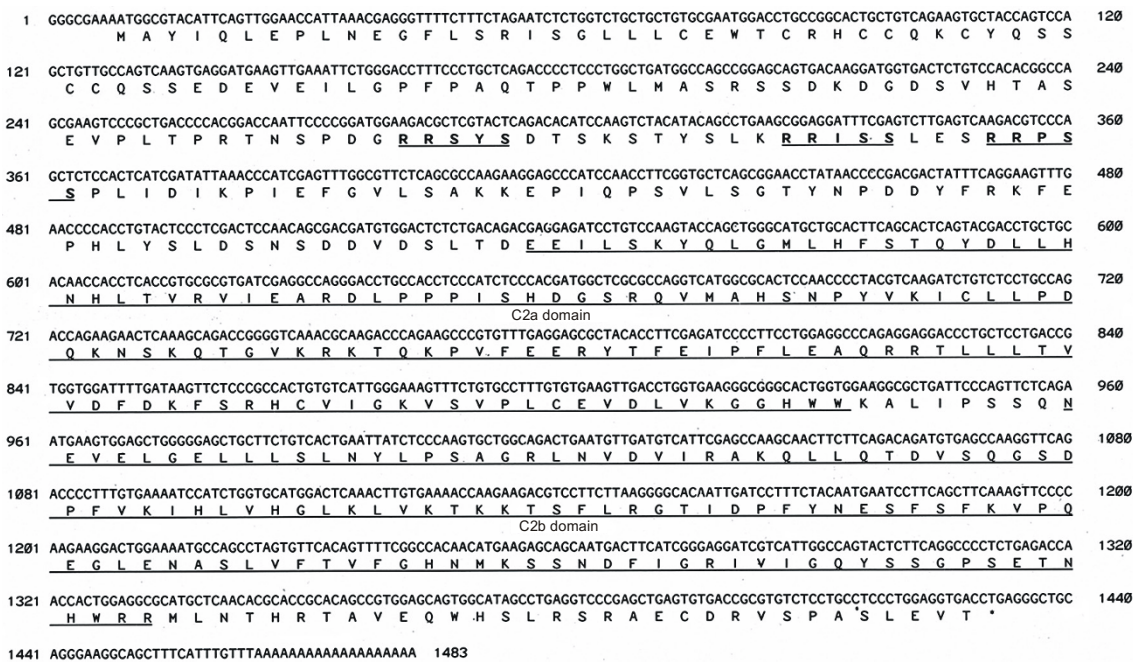 1 GGGCGAAAATGGCGTACATTCAGTTGGAACCATTAAACGAGGGTTTTCTTTCTAGAATCTCTGGTCTGCTGCTGTGCGAATGGACCTGCCGGCACTGCTGTCAGAAGTGCTACCAGTCCA 120
M A Y I Q L E P L N E G F L S R I S G L L L C E W T C R H C C Q K C Y Q S S
121 GCTGTTGCCAGTCAAGTGAGGATGAAGTTGAAATTCTGGGACCTTTCCCTGCTCAGACCCCTCCCTGGCTGATGGCCAGCCGGAGCAGTGACAAGGATGGTGACTCTGTCCACACGGCCA 240
C C Q S S E D E V E I L G P F P A Q T P P W L M A S R S S D K D G D S V H T A S
241 GCGAAGTCCCGCTGACCCCACGGACCAATTCCCCGGATGGAAGACGCTCGTACTCAGACACATCCAAGTCTACATACAGCCTGAAGCGGAGGATTTCGAGTCTTGAGTCAAGACGTCCCA 360
E V P L T P R T N S P D G R R S Y S D T S K S T Y S L K R R I S S L E S R R P S
361 GCTCTCCACTCATCGATATTAAACCCATCGAGTTTGGCGTTCTCAGCGCCAAGAAGGAGCCCATCCAACCTTCGGTGCTCAGCGGAACCTATAACCCCGACGACTATTTCAGGAAGTTTG 480
S P L I D I K P I E F G V L S A K K E P I Q P S V L S G T Y N P D D Y F R K F E
481 AACCCCACCTGTACTCCCTCGACTCCAACAGCGACGATGTGGACTCTCTGACAGACGAGGAGATCCTGTCCAAGTACCAGCTGGGCATGCTGCACTTCAGCACTCAGTACGACCTGCTGC 600
P H L Y S L D S N S D D V D S L T D E E I L S K Y Q L G M L H F S T Q Y D L L H
601 ACAACCACCTCACCGTGCGCGTGATCGAGGCCAGGGACCTGCCACCTCCCATCTCCCACGATGGCTCGCGCCAGGTCATGGCGCACTCCAACCCCTACGTCAAGATCTGTCTCCTGCCAG 720
N H L T V R V I E A R D L P P P I S H D G S R Q V M A H S N P Y V K I C L L P D
C2a domain
721 ACCAGAAGAACTCAAAGCAGACCGGGGTCAAACGCAAGACCCAGAAGCCCGTGTTTGAGGAGCGCTACACCTTCGAGATCCCCTTCCTGGAGGCCCAGAGGAGGACCCTGCTCCTGACCG 840
Q K N S K Q T G V K R K T Q K P V F E E R Y T F E I P F L E A Q R R T L L L T V
841 TGGTGGATTTTGATAAGTTCTCCCGCCACTGTGTCATTGGGAAAGTTTCTGTGCCTTTGTGTGAAGTTGACCTGGTGAAGGGCGGGCACTGGTGGAAGGCGCTGATTCCCAGTTCTCAGA 960
V D F D K F S R H C V I G K V S V P L C E V D L V K G G H W W K A L I P S S Q N
961 ATGAAGTGGAGCTGGGGGAGCTGCTTCTGTCACTGAATTATCTCCCAAGTGCTGGCAGACTGAATGTTGATGTCATTCGAGCCAAGCAACTTCTTCAGACAGATGTGAGCCAAGGTTCAG 1080
E V E L G E L L L S L N Y L P S A G R L N V D V I R A K Q L L Q T D V S Q G S D
1081 ACCCCTTTGTGAAAATCCATCTGGTGCATGGACTCAAACTTGTGAAAACCAAGAAGACGTCCTTCTTAAGGGGCACAATTGATCCTTTCTACAATGAATCCTTCAGCTTCAAAGTTCCCC 1200
P F V K I H L V H G L K L V K T K K T S F L R G T I D P F Y N E S F S F K V P Q
C2b domain
1201 AAGAAGGACTGGAAAATGCCAGCCTAGTGTTCACAGTTTTCGGCCACAACATGAAGAGCAGCAATGACTTCATCGGGAGGATCGTCATTGGCCAGTACTCTTCAGGCCCCTCTGAGACCA 1320
E G L E N A S L V F T V F G H N M K S S N D F I G R I V I G Q Y S S G P S E T N
1321 ACCACTGGAGGCGCATGCTCAACACGCACCGCACAGCCGTGGAGCAGTGGCATAGCCTGAGGTCCCGAGCTGAGTGTGACCGCGTGTCTCCTGCCTCCCTGGAGGTGACCTGAGGGCTGC 1440
H W R R M L N T H R T A V E Q W H S L R S R A E C D R V S P A S L E V T •
1441 AGGGAAGGCAGCTTTCATTTGTTTAAAAAAAAAAAAAAAAAAA 1483